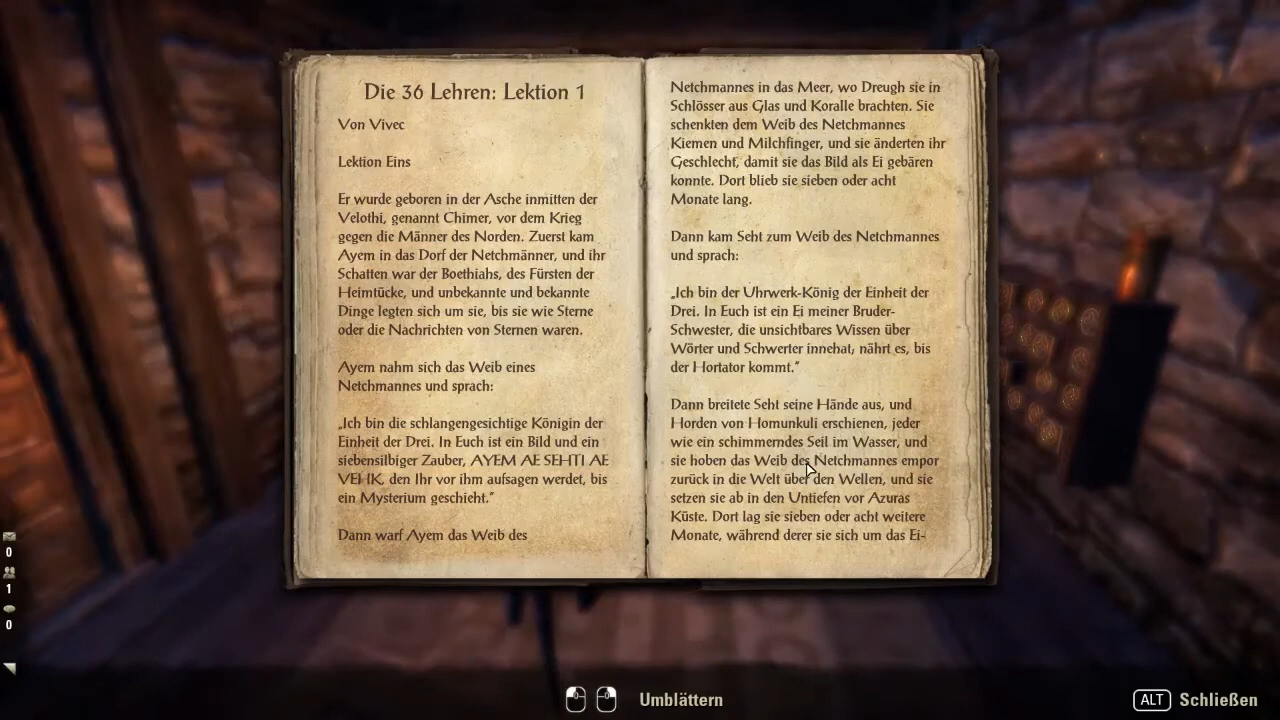 Die 36 Lehren: Lektion 1
Von Vivec
Lektion Eins
Er wurde geboren in der Asche inmitten der
Velothi, genannt Chimer, vor dem Krieg
gegen die Männer des Norden. Zuerst kam
Ayem in das Dorf der Netchmänner, und ihr
Schatten war der Boethiahs, des Fürsten der
Heimtücke, und unbekannte und bekannte
Dinge legten sich um sie, bis sie wie Sterne
oder die Nachrichten von Sternen waren.
Ayem nahm sich das Weib eines
Netchmannes und sprach:
„Ich bin die schlangengesichtige Königin der
Einheit der Drei. In Euch ist ein Bild und ein
siebensilbiger Zauber, AYEM AE SEHTI AE
VEHK, den Ihr vor ihm aufsagen werdet, bis
ein Mysterium geschieht.“
Dann warf Ayem das Weib des
Netchmannes in das Meer, wo Dreugh sie in
Schlösser aus Glas und Koralle brachten. Sie
schenkten dem Weib des Netchmannes
Kiemen und Milchfinger, und sie änderten ihr
Geschlecht, damit sie das Bild als Ei gebären
konnte. Dort blieb sie sieben oder acht
Monate lang.
Dann kam Seht zum Weib des Netchmannes
und sprach:
„Ich bin der Uhrwerk-König der Einheit der
Drei. In Euch ist ein Ei meiner Bruder-
Schwester, die unsichtbares Wissen über
Wörter und Schwerter innehat; nährt es, bis
der Hortator kommt.“
Dann breitete Seht seine Hände aus, und
Horden von Homunkuli erschienen, jeder
wie ein schimmerndes Seil im Wasser, und
sie hoben das Weib des Netchmannes empor
zurück in die Welt über den Wellen, und sie
setzen sie ab in den Untiefen vor Azuras
Küste. Dort lag sie sieben oder acht weitere
Monate, während derer sie sich um das Ei-
0
1
0
Umblättern
ALT Schließen